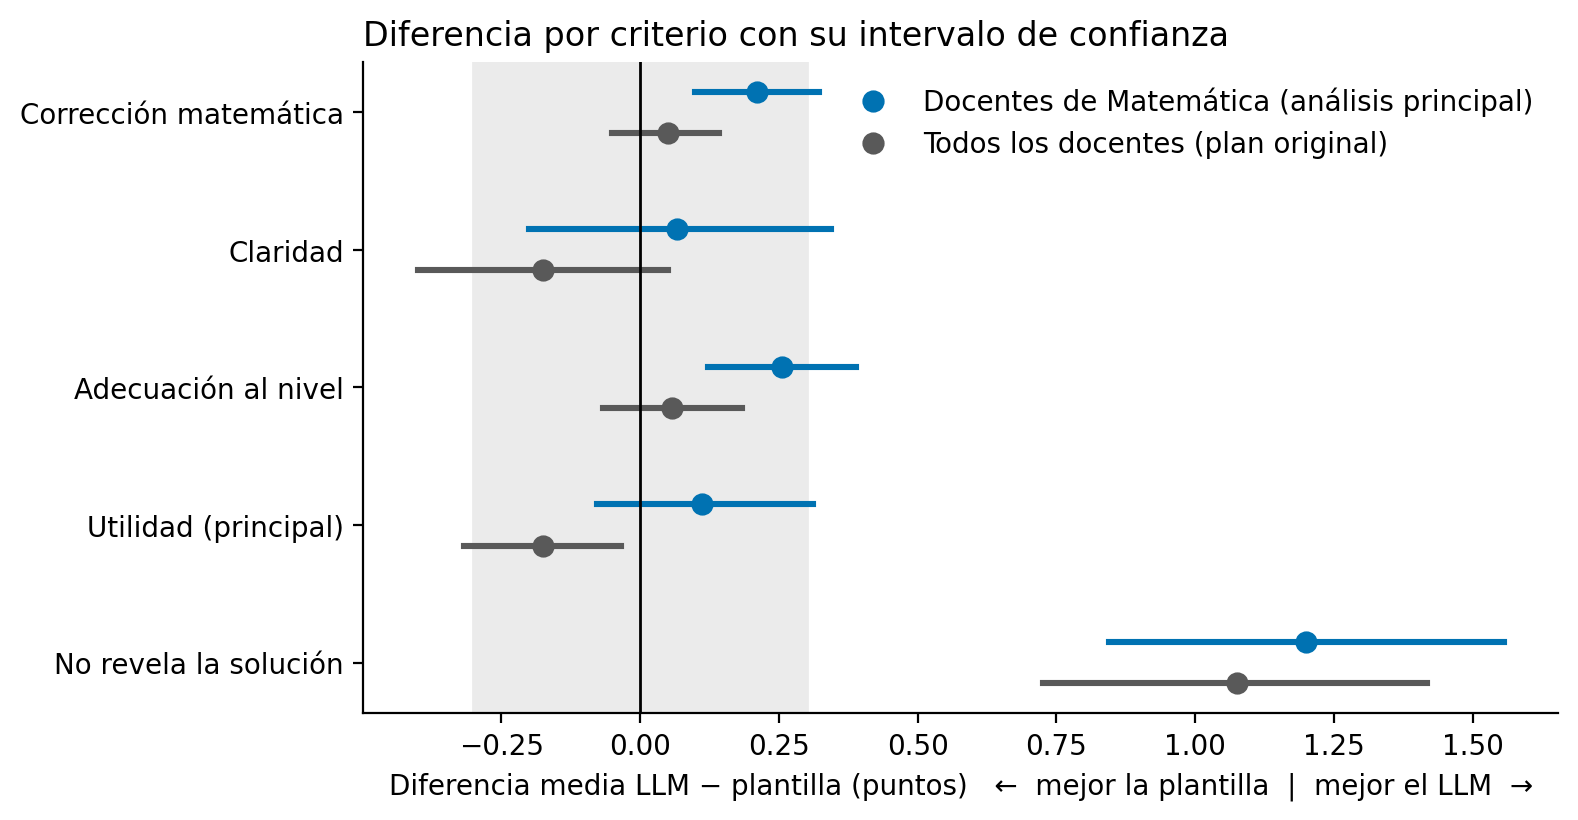 Diferencia por criterio con su intervalo de confianza
Docentes de Matemática (análisis principal)
Todos los docentes (plan original)
Corrección matemática
Claridad
Adecuación al nivel
Utilidad (principal)
No revela la solución
−0.25 0.00 0.25 0.50 0.75 1.00 1.25 1.50
Diferencia media LLM − plantilla (puntos) ← mejor la plantilla | mejor el LLM →